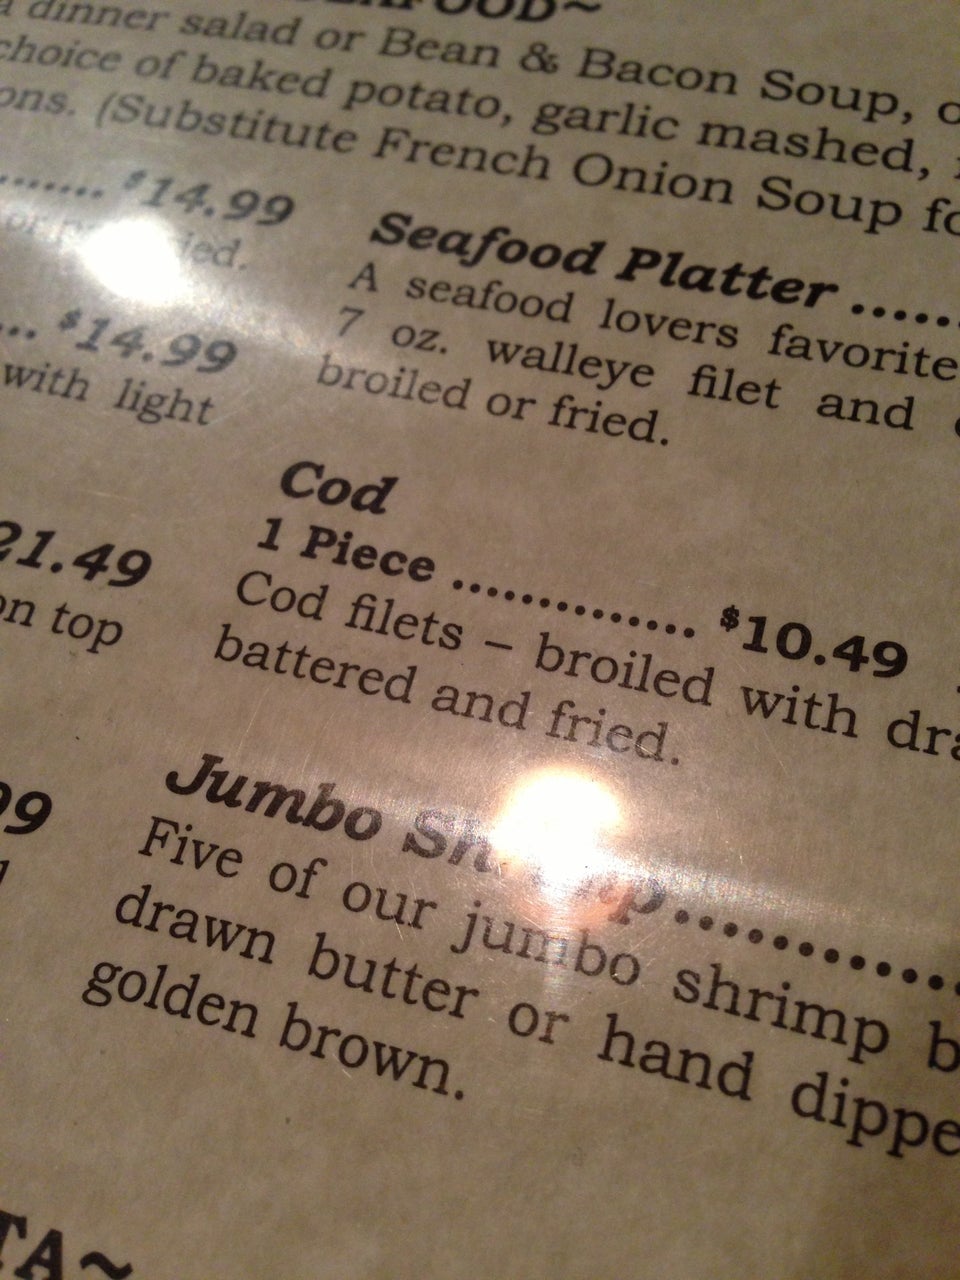 a dinner salad or Bean & Bacon Soup,
choice of baked potato, garlic mashed,
(Substitute French Onion Soup
....... $14.99
... $14.99
with light
21.49
on top
Seafood Platter ......
A seafood lovers favorite
7 oz. walleye filet and
broiled or fried.
Cod
1 Piece ................. $10.49
Cod filets – broiled with
battered and fried.
Jumbo Shrimp ................
Five of our jumbo shrimp
drawn butter or hand
golden brown.